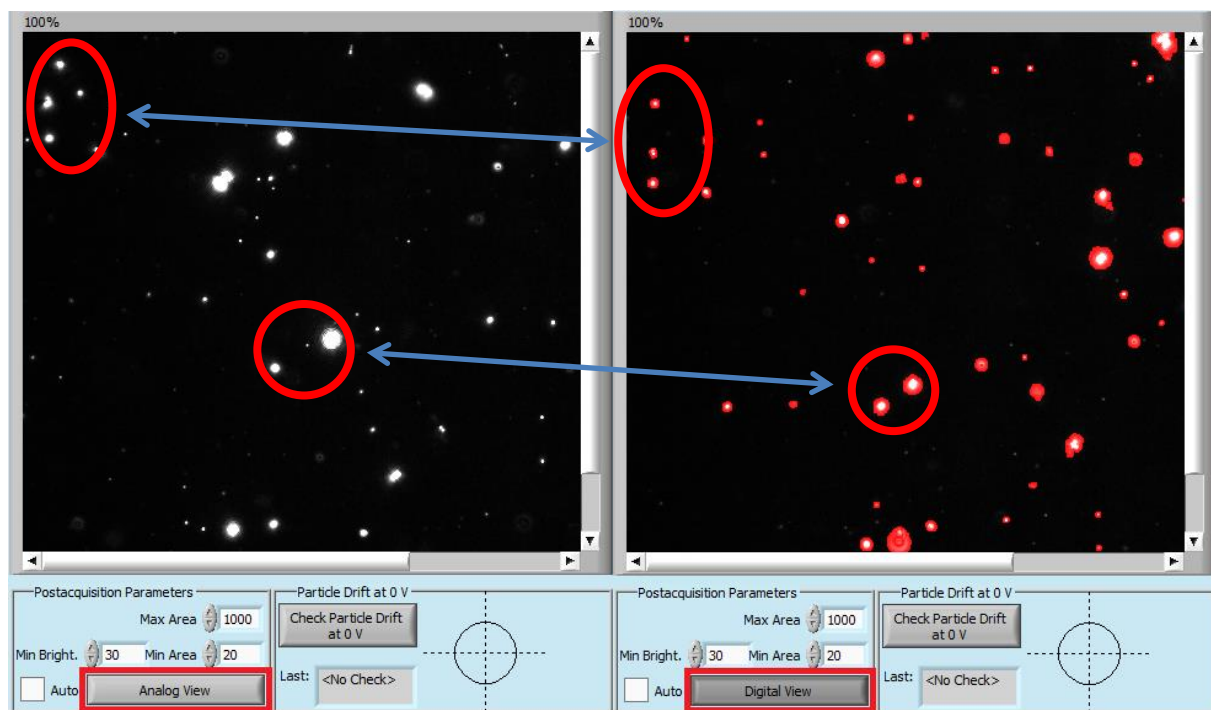 100%
Postacquisition Parameters
Max Area 1000
Min Bright. 30 Min Area 20
Auto Analog View
Particle Drift at 0 V
Check Particle Drift
at 0 V
Last: <No Check>
100%
Postacquisition Parameters
Max Area 1000
Min Bright. 30 Min Area 20
Auto Digital View
Particle Drift at 0 V
Check Particle Drift
at 0 V
Last: <No Check>